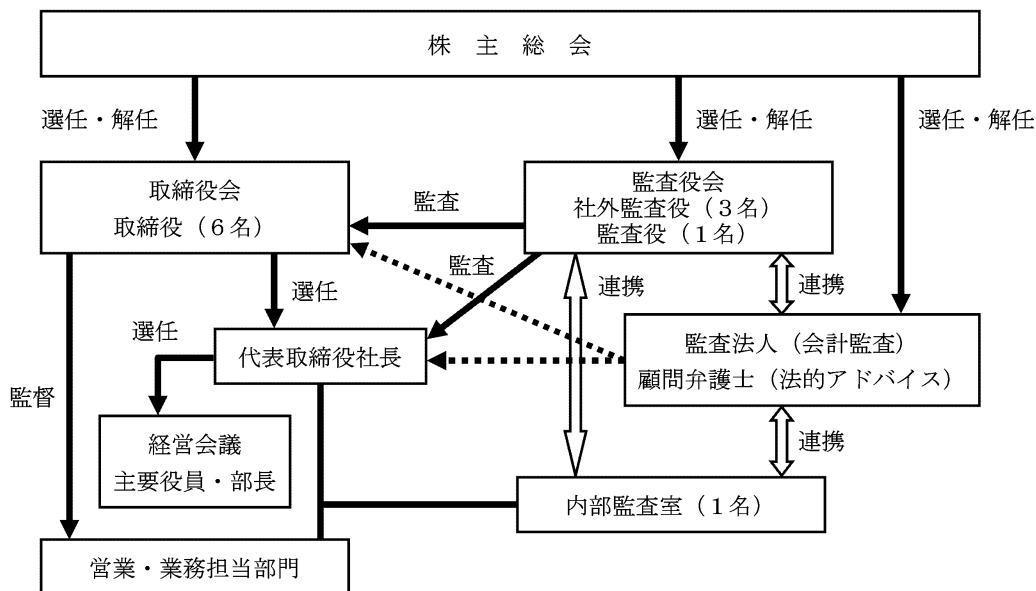 株 主 総 会
選任・解任
選任・解任
選任・解任
取締役会
取締役（６名）
監査
監査役会
社外監査役（３名）
監査役（１名）
監査
選任
連携
連携
選任
代表取締役社長
監査法人（会計監査）
顧問弁護士（法的アドバイス）
監督
経営会議
主要役員・部長
連携
内部監査室（１名）
営業・業務担当部門